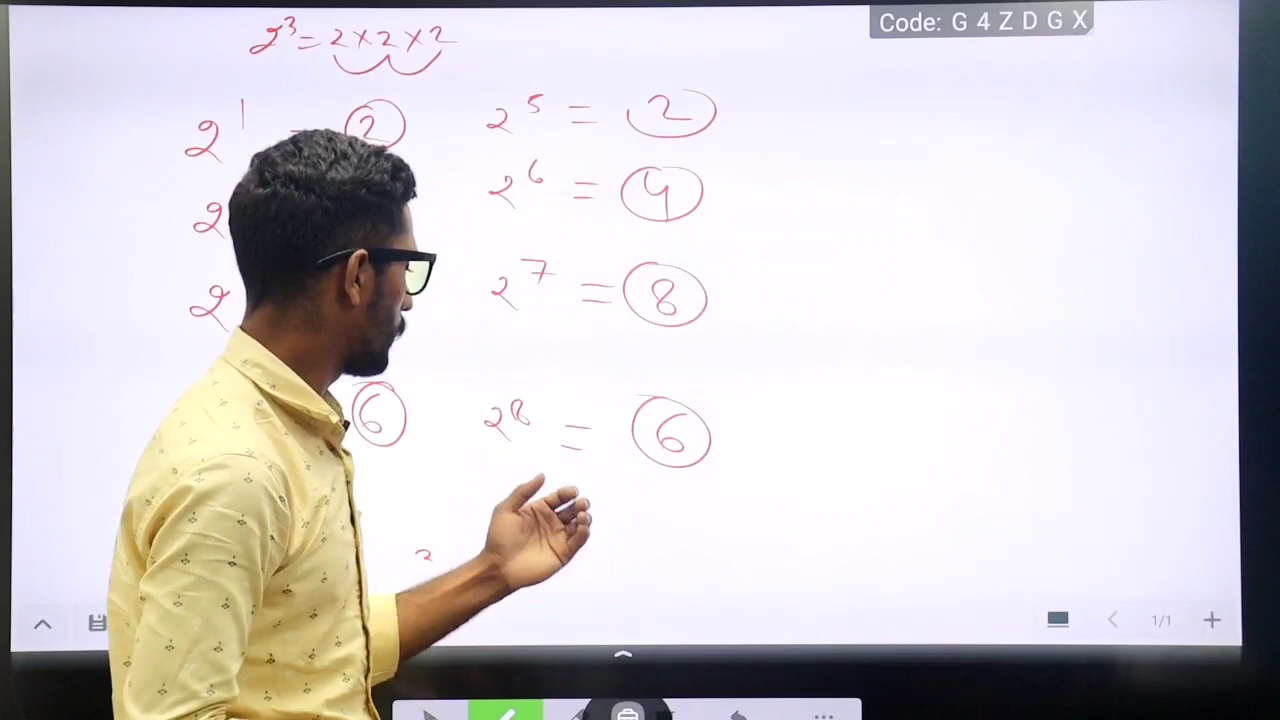 Code: G 4 Z D G X
2³ = 2 × 2 × 2
2¹ = 2
2
2
6
2⁵ = 2
2⁶ = 4
2⁷ = 8
2⁸ = 6
2
1/1